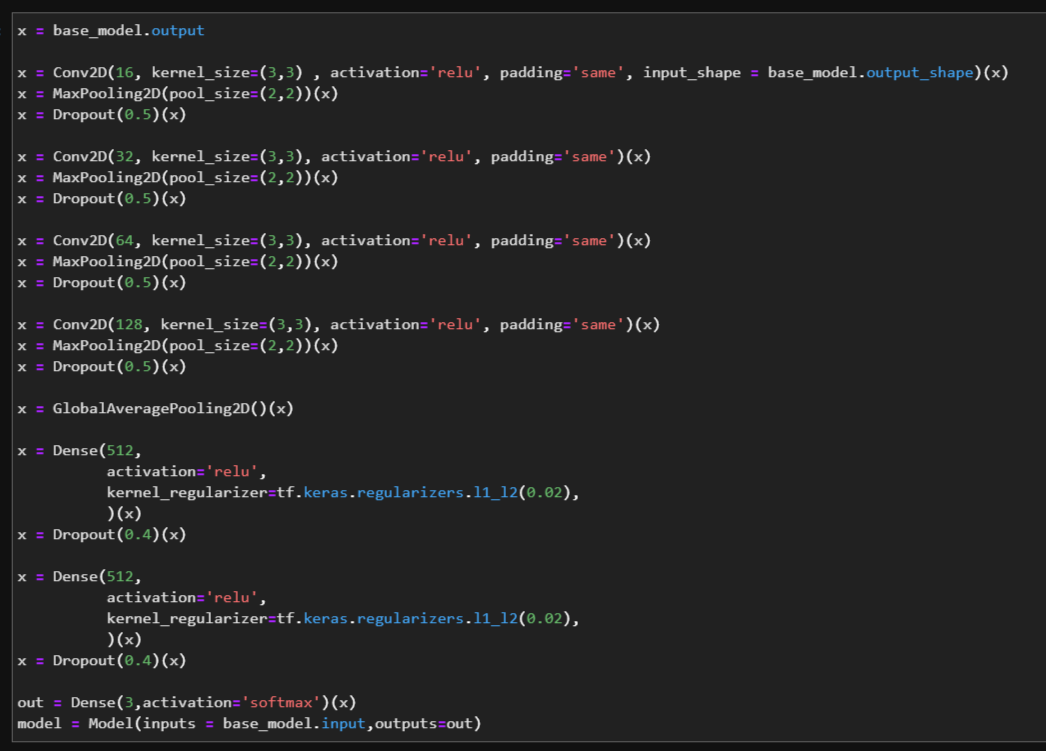 x = base_model.output
x = Conv2D(16, kernel_size=(3,3) , activation='relu', padding='same', input_shape = base_model.output_shape)(x)
x = MaxPooling2D(pool_size=(2,2))(x)
x = Dropout(0.5)(x)
x = Conv2D(32, kernel_size=(3,3), activation='relu', padding='same')(x)
x = MaxPooling2D(pool_size=(2,2))(x)
x = Dropout(0.5)(x)
x = Conv2D(64, kernel_size=(3,3), activation='relu', padding='same')(x)
x = MaxPooling2D(pool_size=(2,2))(x)
x = Dropout(0.5)(x)
x = Conv2D(128, kernel_size=(3,3), activation='relu', padding='same')(x)
x = MaxPooling2D(pool_size=(2,2))(x)
x = Dropout(0.5)(x)
x = GlobalAveragePooling2D()(x)
x = Dense(512,
activation='relu',
kernel_regularizer=tf.keras.regularizers.l1_l2(0.02),
)(x)
x = Dropout(0.4)(x)
x = Dense(512,
activation='relu',
kernel_regularizer=tf.keras.regularizers.l1_l2(0.02),
)(x)
x = Dropout(0.4)(x)
out = Dense(3,activation='softmax')(x)
model = Model(inputs = base_model.input,outputs=out)